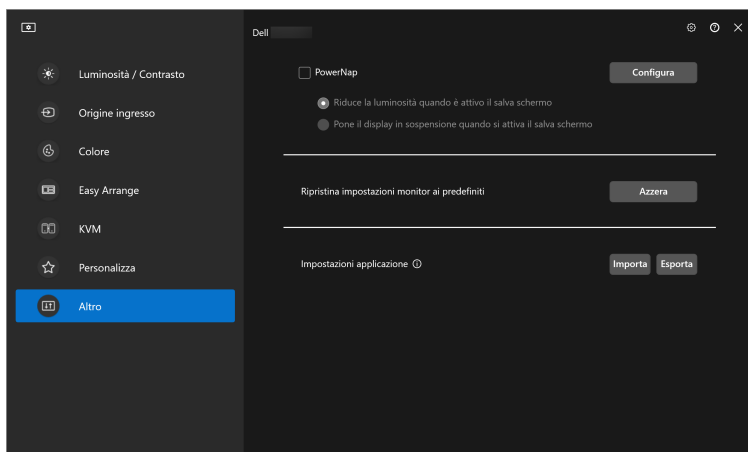 Dell
Luminosità / Contrasto
Origine ingresso
Colore
Easy Arrange
KVM
Personalizza
Altro
PowerNap
Configura
Riduce la luminosità quando è attivo il salva schermo
Pone il display in sospensione quando si attiva il salva schermo
Ripristina impostazioni monitor ai predefiniti
Azzera
Impostazioni applicazione
Importa
Esporta